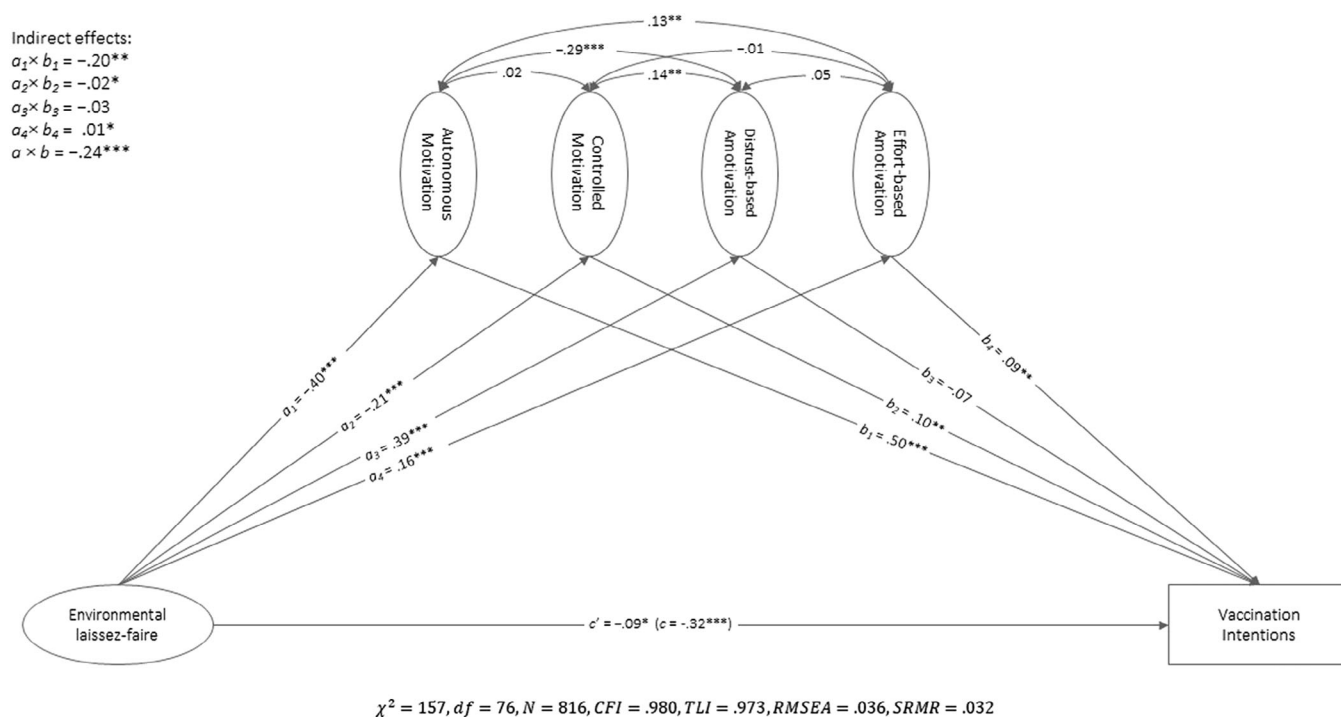 Indirect effects:
a₁× b₁ = −.20**
a₂× b₂ = −.02*
a₃× b₃ = −.03
a₄× b₄ = .01*
a × b = −.24***
.13**
−.29***
−.01
.02
.14**
.05
Autonomous
Motivation
Controlled
Motivation
Distrust-based
Amotivation
Effort-based
Amotivation
a₁ = −.40***
a₂ = −.21***
a₃ = .39***
a₄ = .16***
b₄ = .09**
b₃ = −.07
b₂ = .10**
b₁ = .50***
Environmental
laissez-faire
c’ = −.09* (c = -.32***)
Vaccination
Intentions
χ² = 157, df = 76, N = 816, CFI = .980, TLI = .973, RMSEA = .036, SRMR = .032